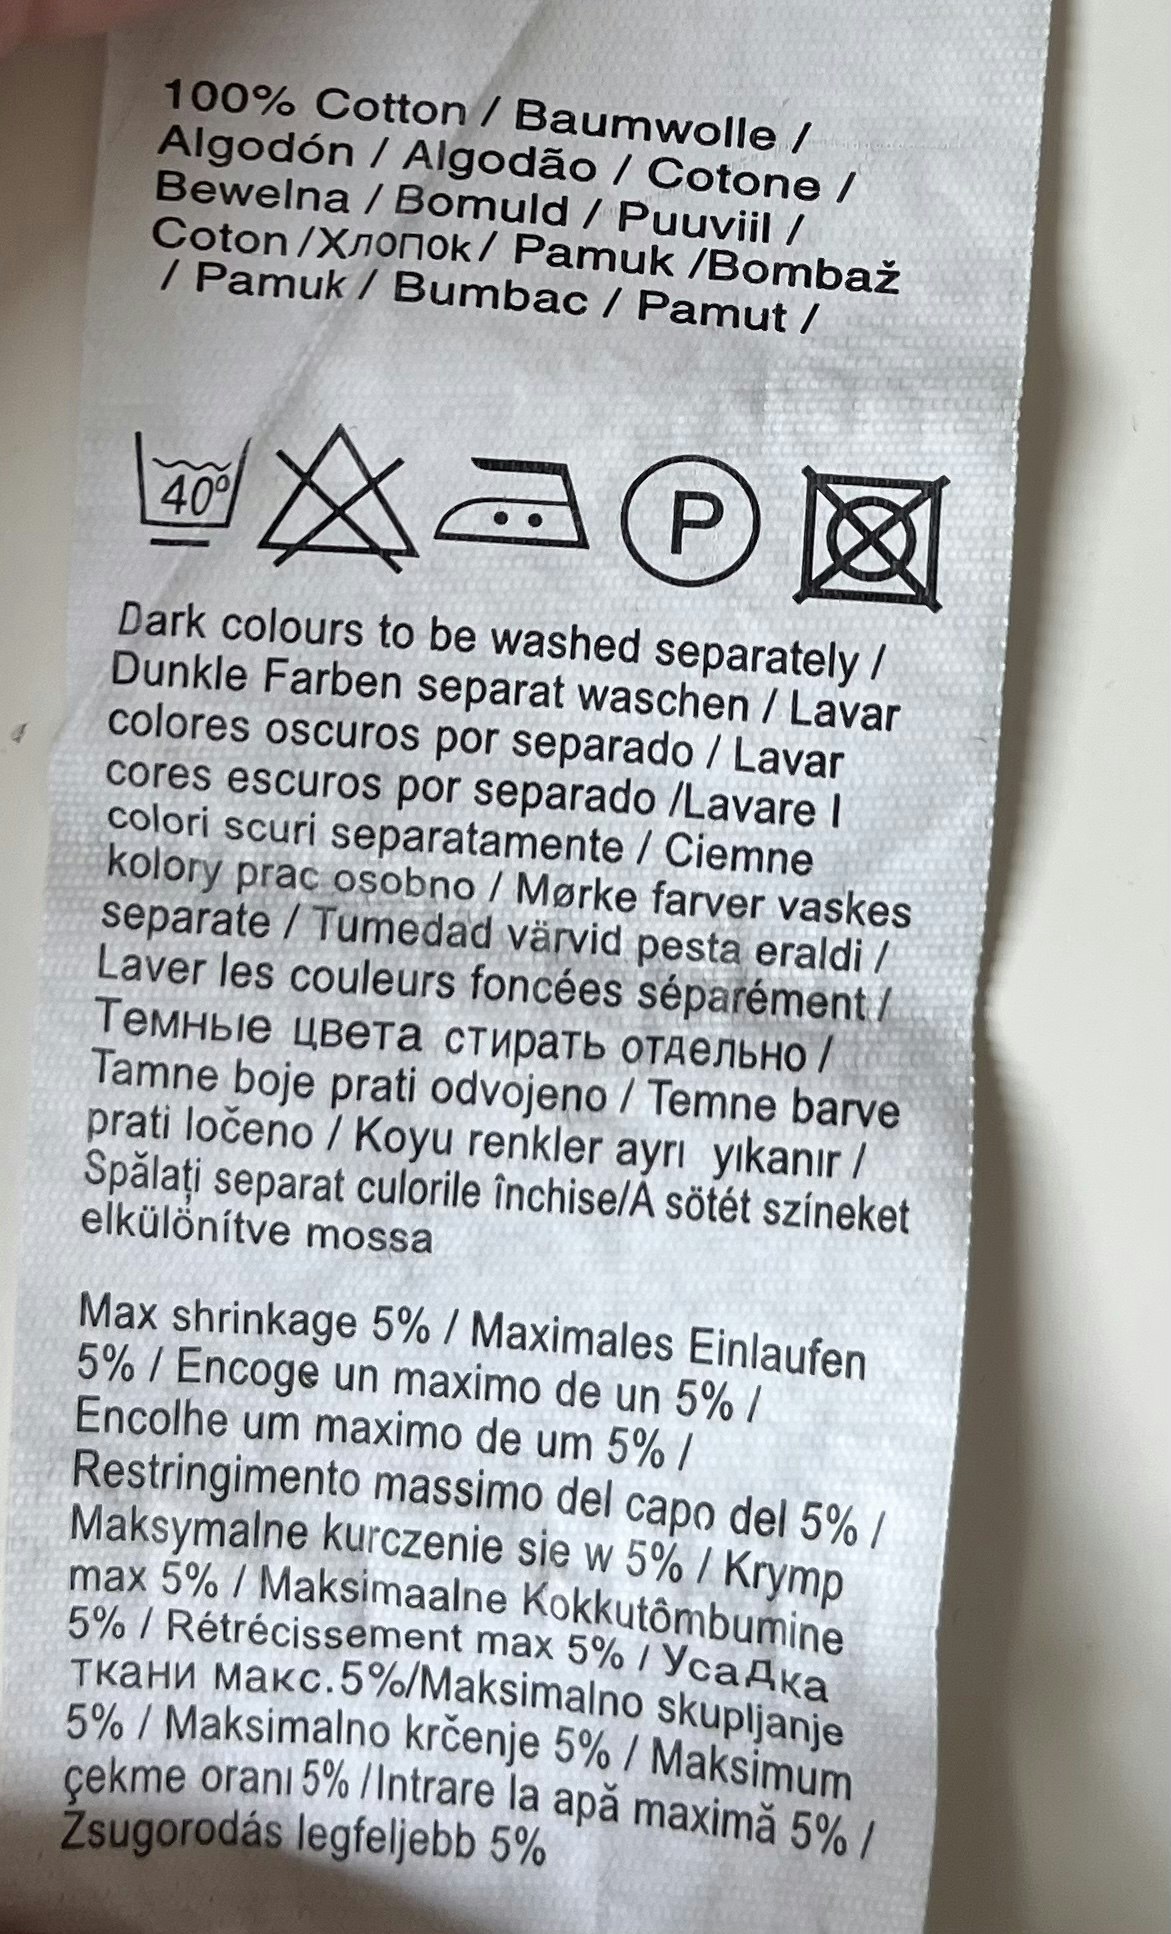 100% Cotton / Baumwolle /
Algodón / Algodão / Cotone /
Bewelna / Bomuld / Puuviil /
Coton /Хлопок/ Pamuk /Bombaž
/ Pamuk / Bumbac / Pamut /
40° P
Dark colours to be washed separately /
Dunkle Farben separat waschen / Lavar
colores oscuros por separado / Lavar
cores escuros por separado /Lavare I
colori scuri separatamente / Ciemne
kolory prac osobno / Mørke farver vaskes
separate / Tumedad värvid pesta eraldi /
Laver les couleurs foncées séparément /
Темные цвета стирать отдельно /
Tamne boje prati odvojeno / Temne barve
prati ločeno / Koyu renkler ayrı yıkanır /
Spălați separat culorile închise/A sötét színeket
elkülönítve mossa
Max shrinkage 5% / Maximales Einlaufen
5% / Encoge un maximo de un 5% /
Encolhe um maximo de um 5% /
Restringimento massimo del capo del 5% /
Maksymalne kurczenie sie w 5% / Krymp
max 5% / Maksimaalne Kokkutômbumine
5% / Rétrécissement max 5% / Усадка
ткани макс.5%/Maksimalno skupljanje
5% / Maksimalno krčenje 5% / Maksimum
çekme oranı 5% /Intrare la apă maximă 5% /
Zsugorodás legfeljebb 5%